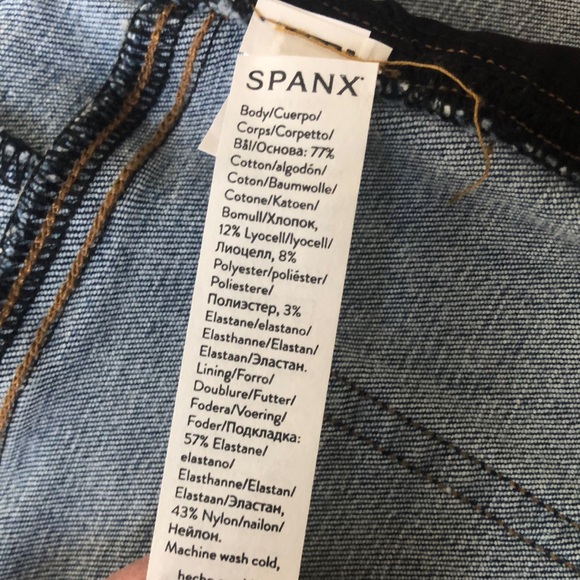 SPANX
Body/Cuerpo/
Corps/Corpetto/
Bål/Основа: 77%
Cotton/algodón/
Coton/Baumwolle/
Cotone/Katoen/
Bomull/Хлопок,
12% Lyocell/lyocell/
Лиоцелл, 8%
Polyester/poliéster/
Poliestere/
Полиэстер, 3%
Elastane/elastano/
Elasthanne/Elastan/
Elastaan/Эластан.
Lining/Forro/
Doublure/Futter/
Fodera/Voering/
Foder/Подкладка:
57% Elastane/
elastano/
Elasthanne/Elastan/
Elastaan/Эластан,
43% Nylon/nailon/
Нейлон.
Machine wash cold,